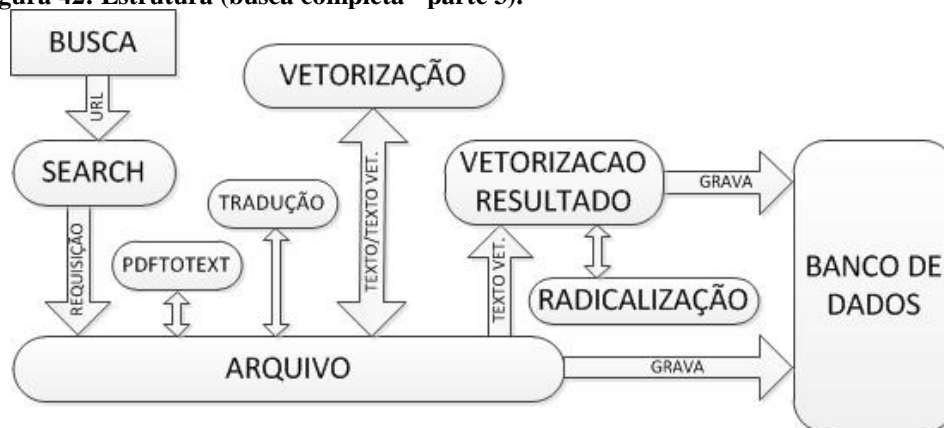 gura 42: Estrutura (busca completa - parte 3).
BUSCA
URL
SEARCH
REQUISIÇÃO
PDFTOTEXT
TRADUÇÃO
VETORIZAÇÃO
TEXTO/TEXTO VET.
VETORIZACAO
RESULTADO
TEXTO VET.
RADICALIZAÇÃO
GRAVA
BANCO DE
DADOS
ARQUIVO
GRAVA